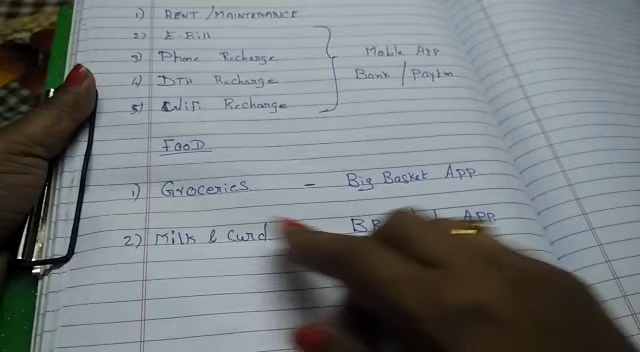 1) RENT / MAINTENANCE
2) E-Bill
3) Phone Recharge
4) DTH Recharge
5) Wifi Recharge
Mobile App
Bank / Paytm
FOOD
1) Groceries - Big Basket App
2) Milk & Curd App